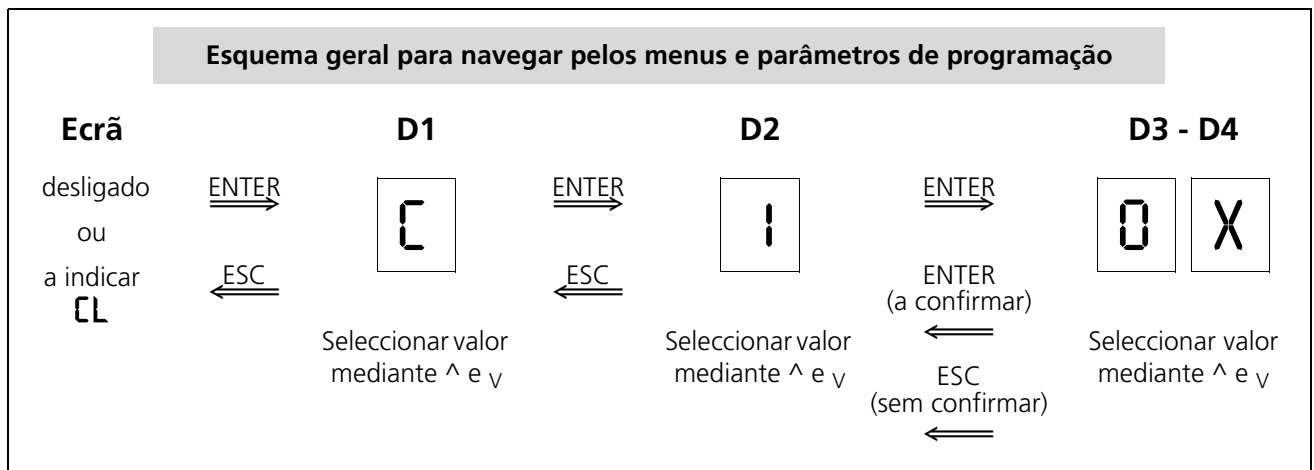 Esquema geral para navegar pelos menus e parâmetros de programação
Ecrã D1 D2 D3 - D4
desligado
ou
a indicar
CL
ENTER
ESC
C
Seleccionar valor
mediante ^ e v
ENTER
ESC
1
Seleccionar valor
mediante ^ e v
ENTER
ENTER
(a confirmar)
ESC
(sem confirmar)
0 X
Seleccionar valor
mediante ^ e v